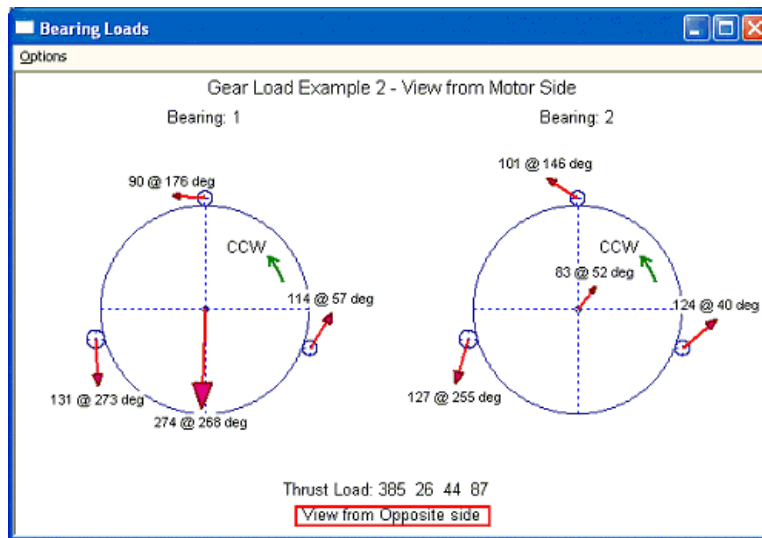 Bearing Loads
Options
Gear Load Example 2 - View from Motor Side
Bearing: 1
Bearing: 2
90 @ 176 deg
101 @ 146 deg
CCW
CCW
83 @ 52 deg
114 @ 57 deg
124 @ 40 deg
131 @ 273 deg
127 @ 255 deg
274 @ 268 deg
Thrust Load: 385 26 44 87
View from Opposite side